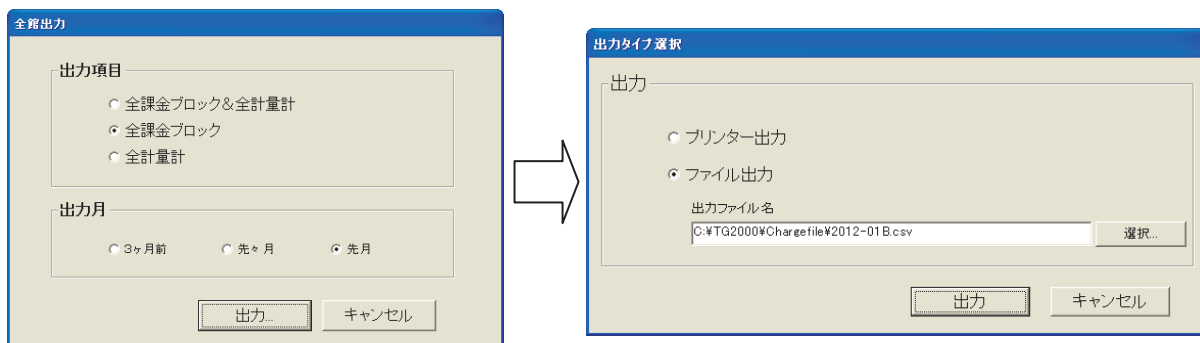 全館出力
出力項目
全課金ブロック&全計量計
全課金ブロック
全計量計
出力月
3ヶ月前
先々月
先月
出力...
キャンセル
出力タイプ選択
出力
プリンター出力
ファイル出力
出力ファイル名
C:¥TG2000¥Chargefile¥2012-01B.csv
選択...
出力
キャンセル